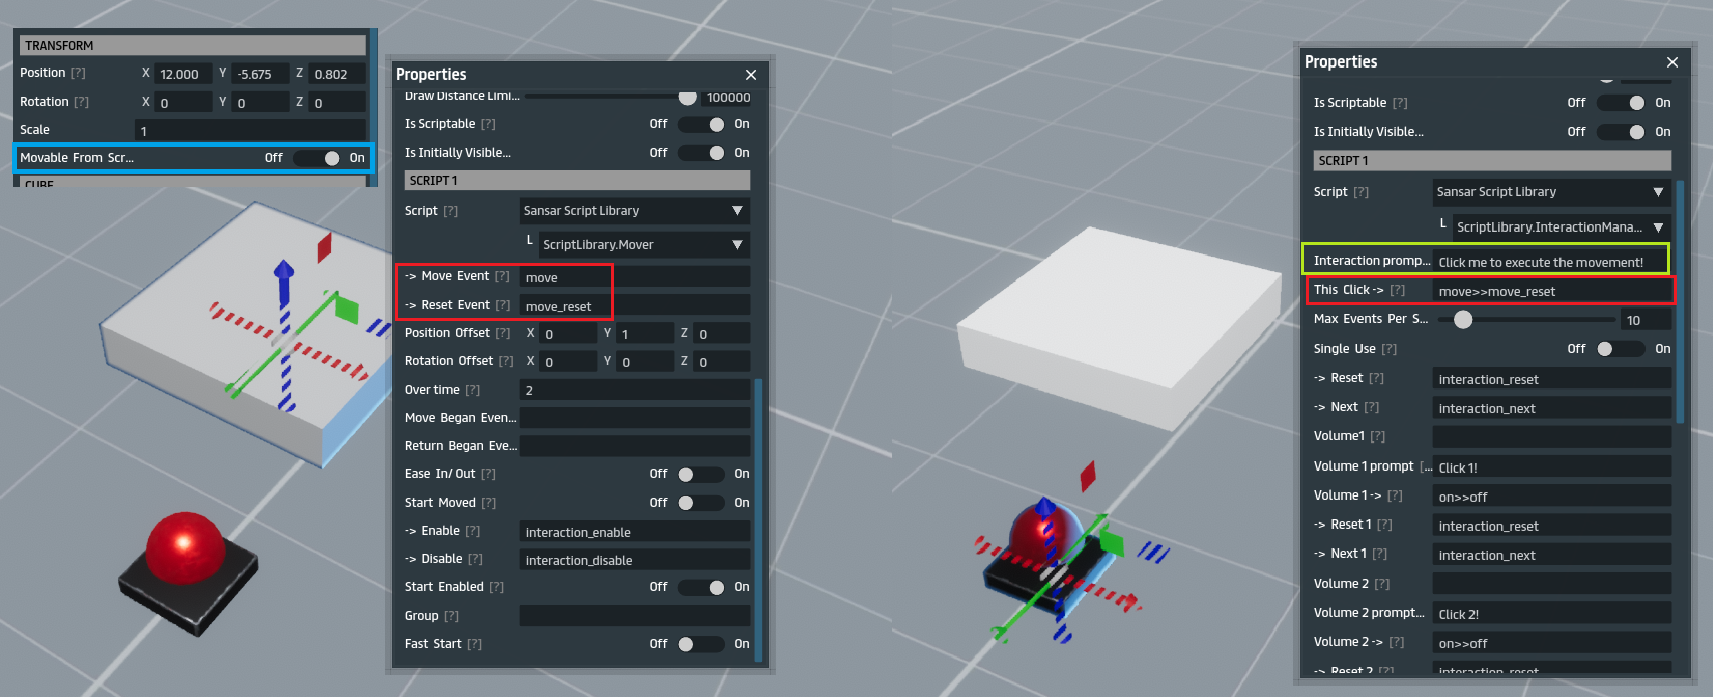 TRANSFORM
Position [?] X 12.000 Y -5.675 Z 0.802
Rotation [?] X 0 Y 0 Z 0
Scale 1
Movable From Scr... Off On
CUBE
Properties
Draw Distance Limi... 100000
Is Scriptable [?] Off On
Is Initially Visible... Off On
SCRIPT 1
Script [?] Sansar Script Library
L ScriptLibrary.Mover
-> Move Event [?] move
-> Reset Event [?] move_reset
Position Offset [?] X 0 Y 1 Z 0
Rotation Offset [?] X 0 Y 0 Z 0
Over time [?] 2
Move Began Even...
Return Began Eve...
Ease In/Out [?] Off On
Start Moved [?] Off On
-> Enable [?] interaction_enable
-> Disable [?] interaction_disable
Start Enabled [?] Off On
Group [?]
Fast Start [?] Off On
Properties
Is Scriptable [?] Off On
Is Initially Visible... Off On
SCRIPT 1
Script [?] Sansar Script Library
L ScriptLibrary.InteractionMana...
Interaction promp... Click me to execute the movement!
This Click -> [?] move>>move_reset
Max Events Per S... 10
Single Use [?] Off On
-> Reset [?] interaction_reset
-> Next [?] interaction_next
Volume1 [?]
Volume 1 prompt [... Click 1!
Volume 1 -> [?] on>>off
-> Reset 1 [?] interaction_reset
-> Next 1 [?] interaction_next
Volume 2 [?]
Volume 2 prompt... Click 2!
Volume 2 -> [?] on>>off
-> Reset 2 [?] interaction_reset